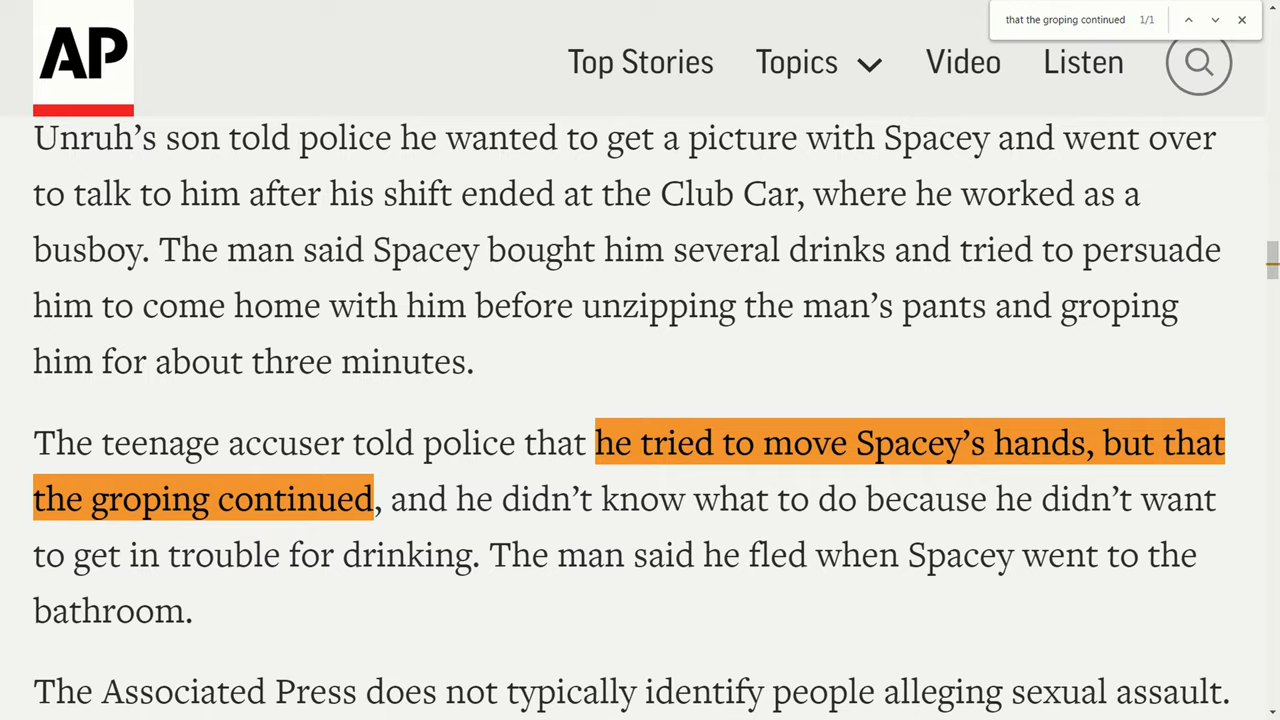 that the groping continued 1/1
AP
Top Stories Topics Video Listen
Unruh’s son told police he wanted to get a picture with Spacey and went over
to talk to him after his shift ended at the Club Car, where he worked as a
busboy. The man said Spacey bought him several drinks and tried to persuade
him to come home with him before unzipping the man’s pants and groping
him for about three minutes.
The teenage accuser told police that he tried to move Spacey’s hands, but that
the groping continued, and he didn’t know what to do because he didn’t want
to get in trouble for drinking. The man said he fled when Spacey went to the
bathroom.
The Associated Press does not typically identify people alleging sexual assault.